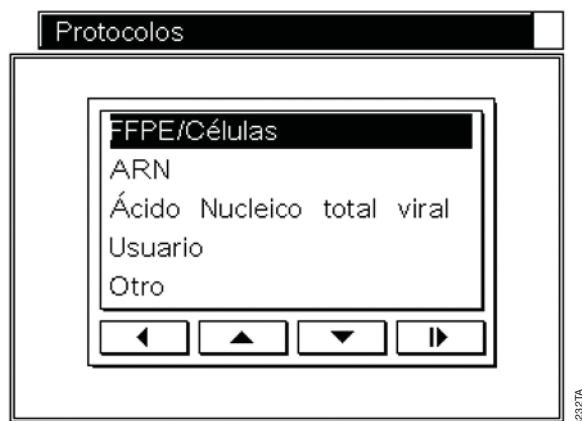 Protocolos
FFPE/Células
ARN
Ácido Nucleico total viral
Usuario
Otro
232TA